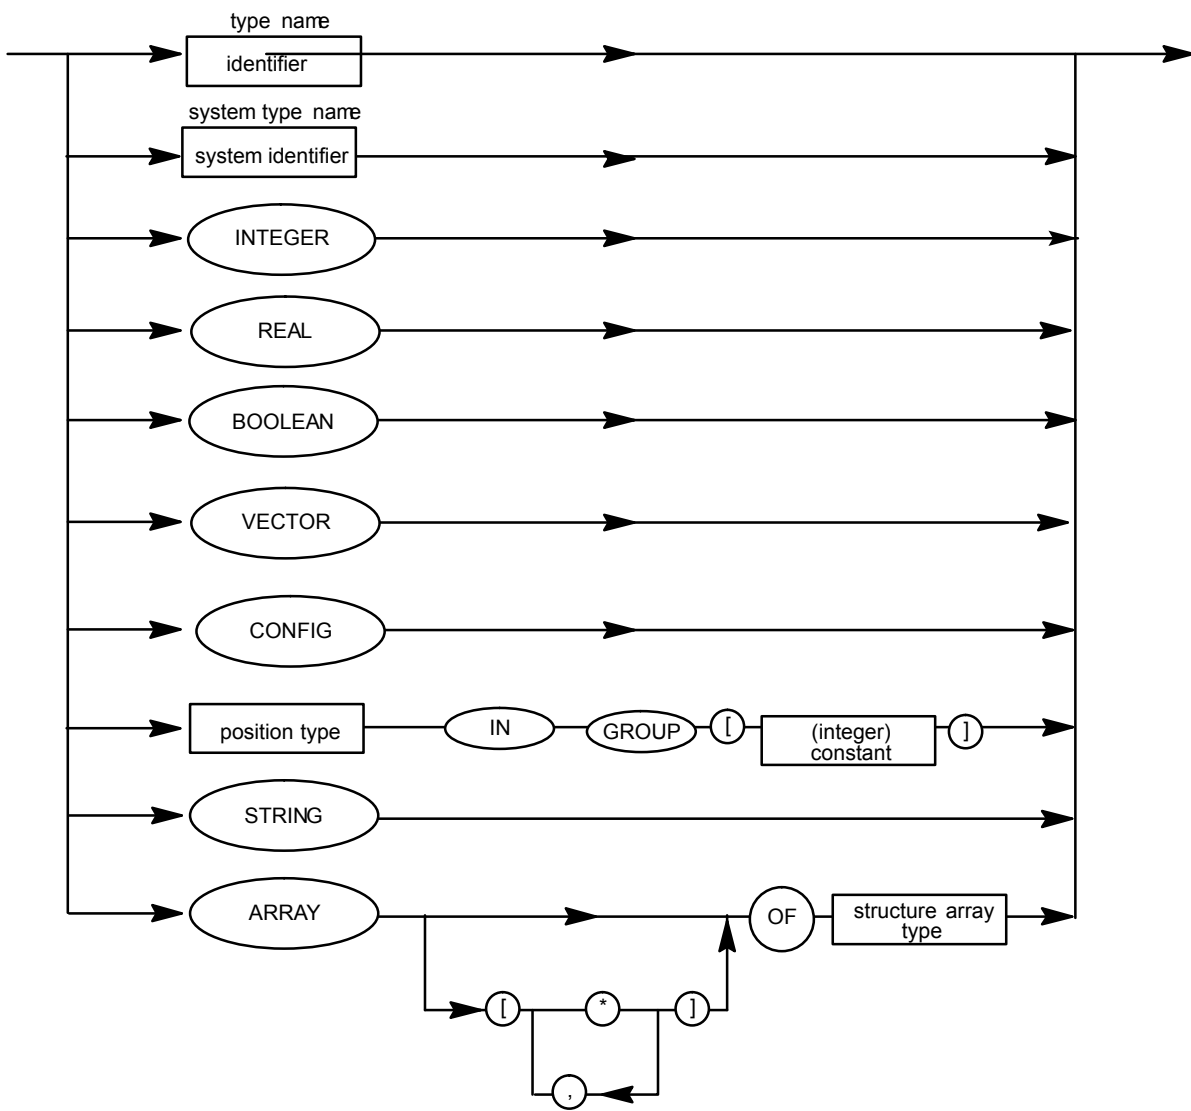 type name
identifier
system type name
system identifier
INTEGER
REAL
BOOLEAN
VECTOR
CONFIG
position type IN GROUP [ (integer) constant ]
STRING
ARRAY OF structure array type
[ * ]
,